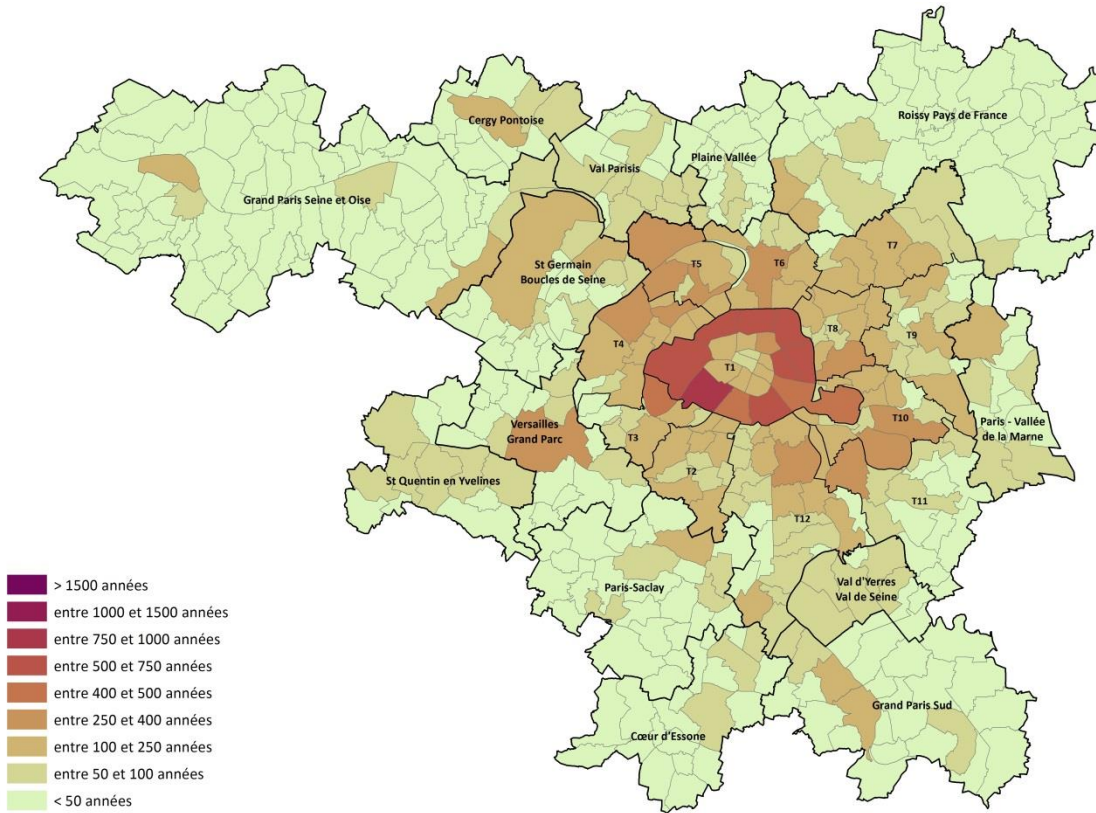 Roissy Pays de France
Cergy Pontoise
Plaine Vallée
Val Parisis
Grand Paris Seine et Oise
T7
St Germain
Boucles de Seine
T5
T6
T8
T9
T4
T1
T10
Versailles
Grand Parc
T3
Paris - Vallée
de la Marne
T2
St Quentin en Yvelines
T11
T12
Paris-Saclay
Val d'Yerres
Val de Seine
Grand Paris Sud
Cœur d'Essone
> 1500 années
entre 1000 et 1500 années
entre 750 et 1000 années
entre 500 et 750 années
entre 400 et 500 années
entre 250 et 400 années
entre 100 et 250 années
entre 50 et 100 années
< 50 années